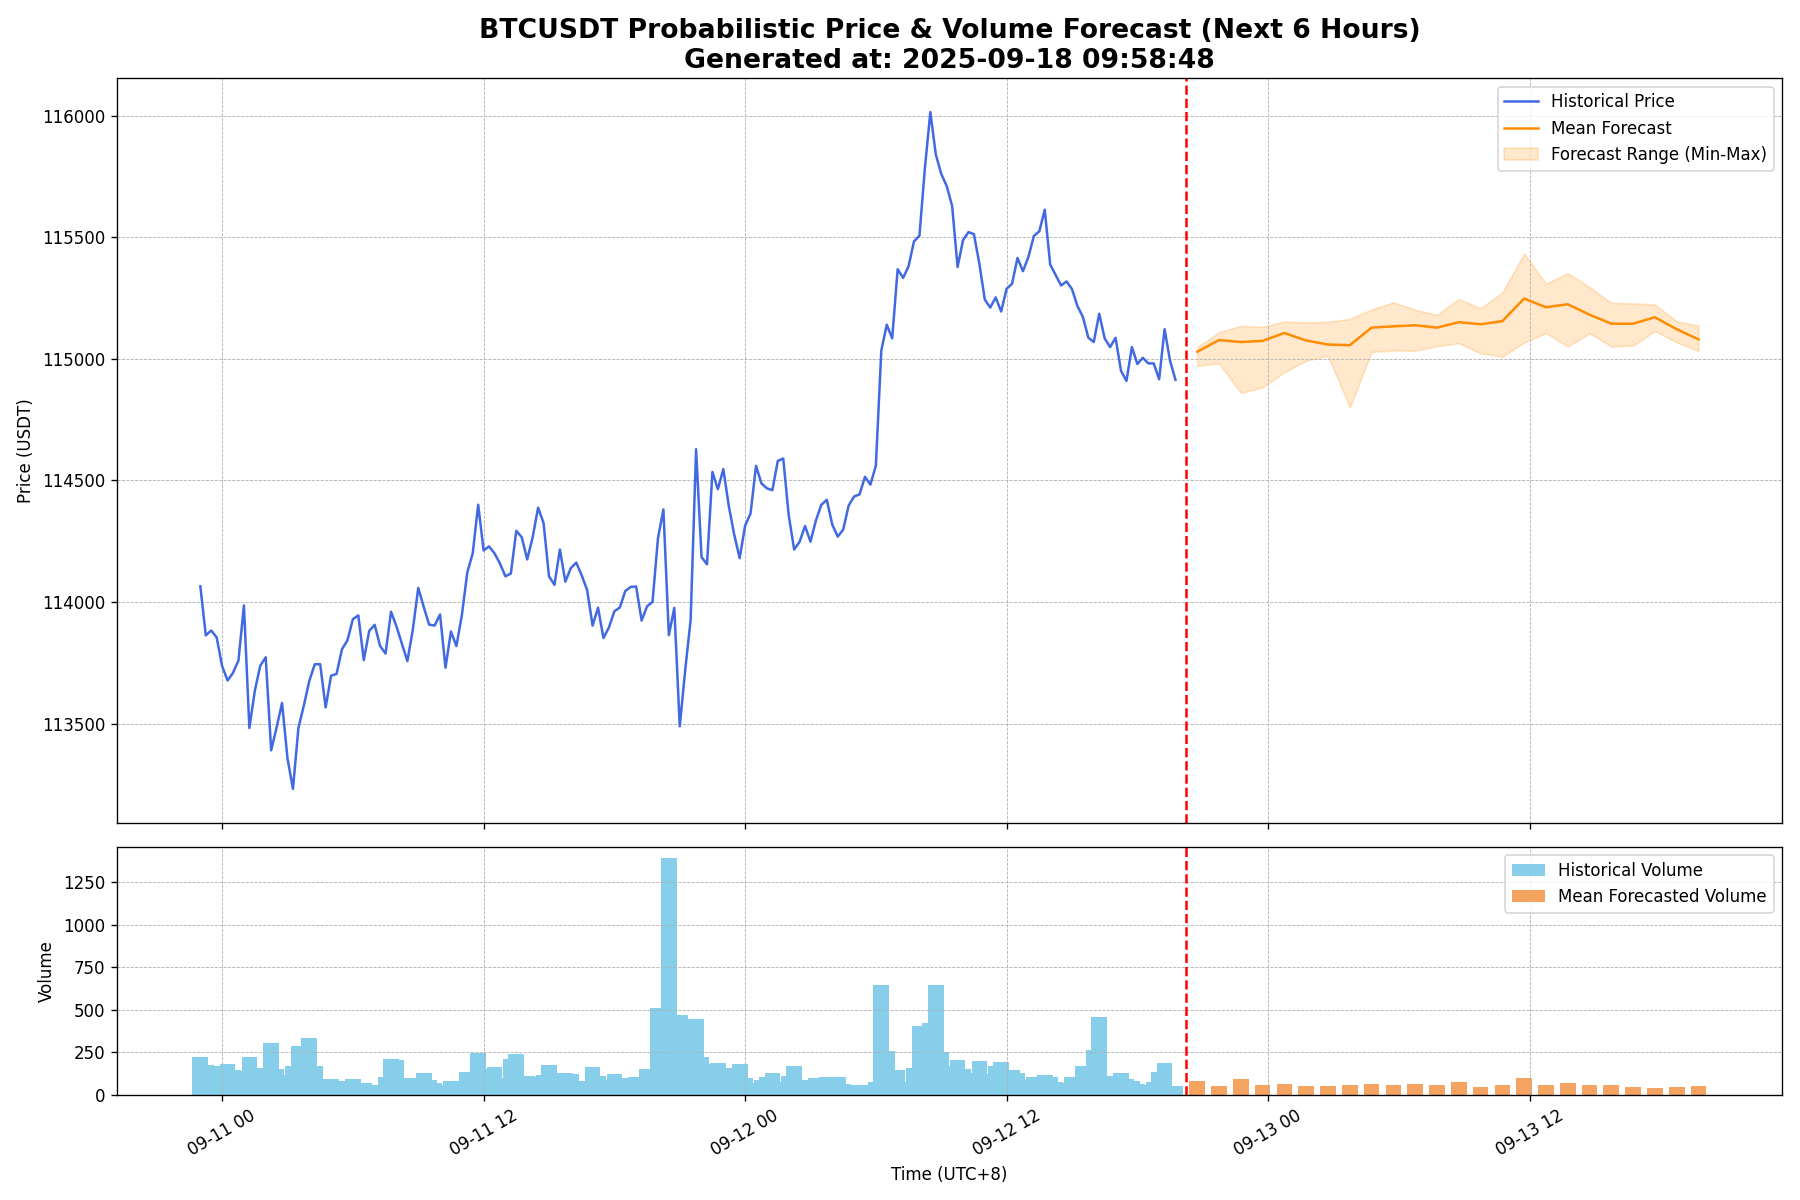 BTCUSDT Probabilistic Price & Volume Forecast (Next 6 Hours)
Generated at: 2025-09-18 09:58:48
Historical Price
Mean Forecast
Forecast Range (Min-Max)
116000
115500
115000
114500
114000
113500
Price (USDT)
Historical Volume
Mean Forecasted Volume
1250
1000
750
500
250
0
Volume
09-11 00
09-11 12
09-12 00
09-12 12
09-13 00
09-13 12
Time (UTC+8)